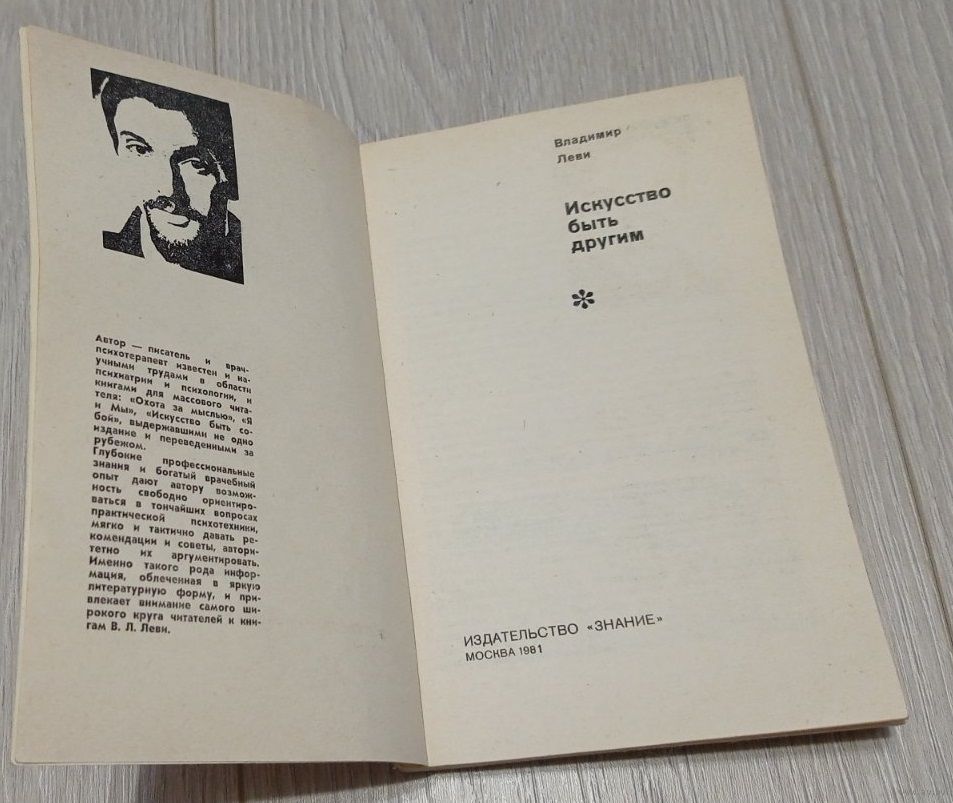 Автор — писатель и врач-
психотерапевт известен и на-
учными трудами в области
психиатрии и психологии, и
книгами для массового чита-
теля: «Охота за мыслью», «Я
и Мы», «Искусство быть со-
бой», выдержавшими не одно
издание и переведенными за
рубежом.
Глубокие профессиональные
знания и богатый врачебный
опыт дают автору возмож-
ность свободно ориентиро-
ваться в тончайших вопросах
практической психотехники,
мягко и тактично давать ре-
комендации и советы, автори-
тетно их аргументировать.
Именно такого рода инфор-
мация, облеченная в яркую
литературную форму, и при-
влекает внимание самого ши-
рокого круга читателей к кни-
гам В. Л. Леви.
Владимир
Леви
Искусство
быть
другим
ИЗДАТЕЛЬСТВО «ЗНАНИЕ»
МОСКВА 1981